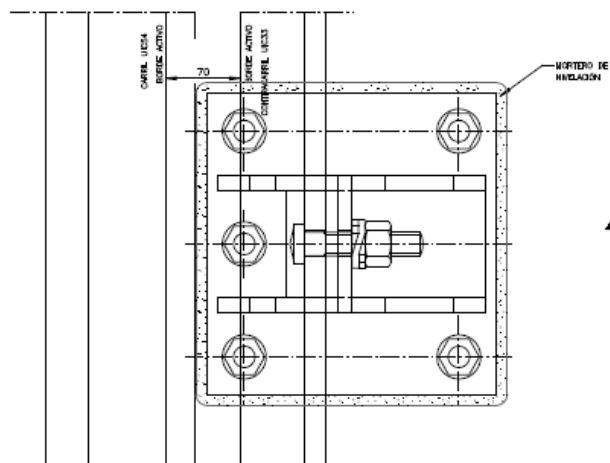 CARRIL UIC54
BORDE ACTIVO
70
BORDE ACTIVO
CONTRACARRIL UIC33
MORTERO DE
NIVELACIÓN